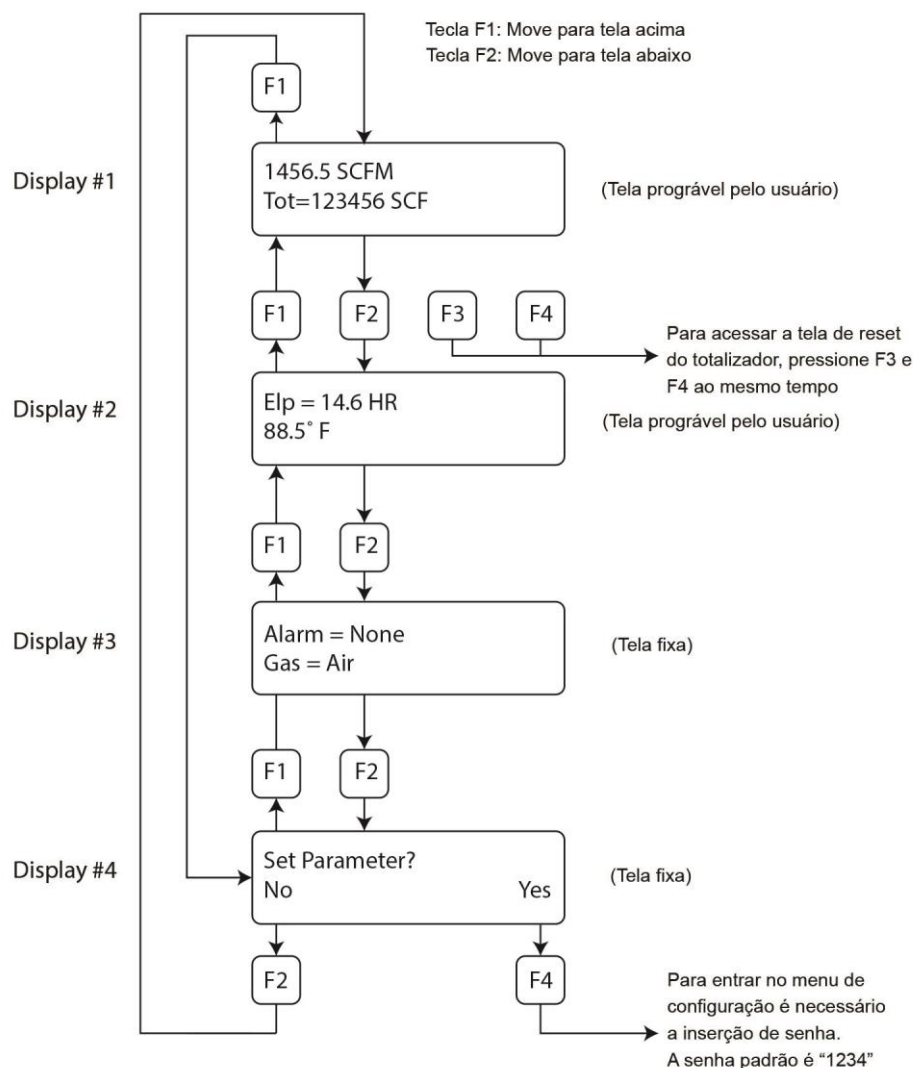 Tecla F1: Move para tela acima
Tecla F2: Move para tela abaixo
F1
Display #1
1456.5 SCFM
Tot=123456 SCF
(Tela progrável pelo usuário)
F1
F2
F3
F4
Para acessar a tela de reset
do totalizador, pressione F3 e
F4 ao mesmo tempo
Display #2
Elp = 14.6 HR
88.5° F
(Tela progrável pelo usuário)
F1
F2
Display #3
Alarm = None
Gas = Air
(Tela fixa)
F1
F2
Display #4
Set Parameter?
No Yes
(Tela fixa)
F2
F4
Para entrar no menu de
configuração é necessário
a inserção de senha.
A senha padrão é “1234”